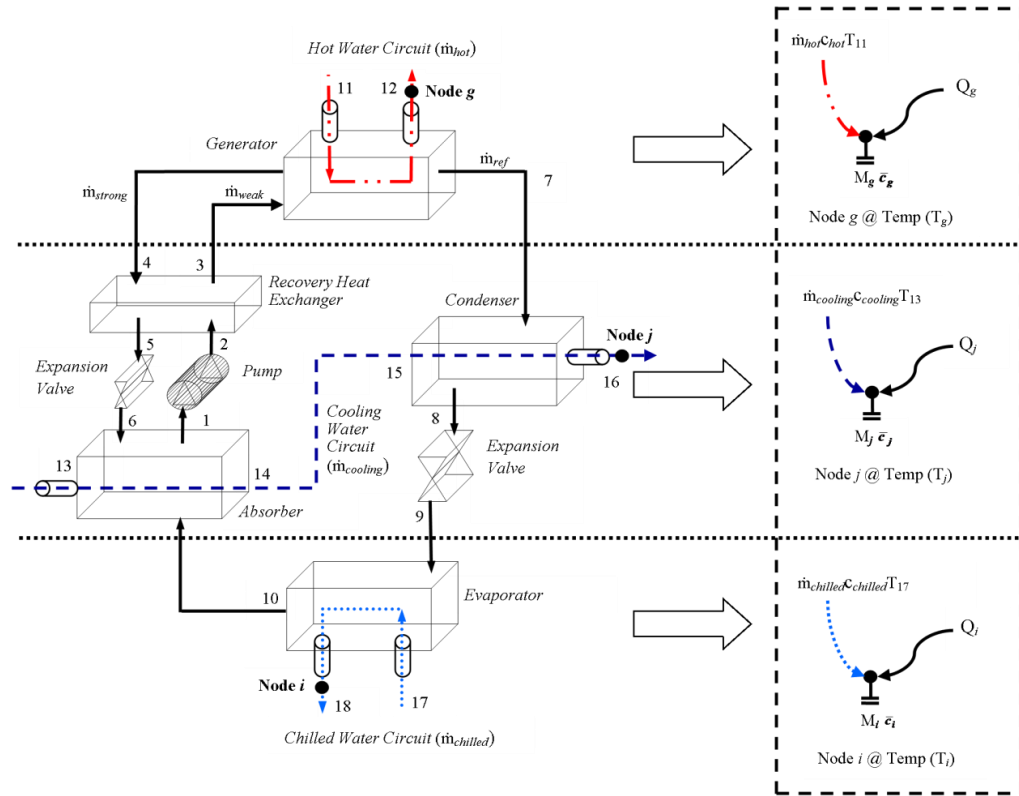 Hot Water Circuit (ṁhot)
11
12
Node g
Generator
ṁstrong
ṁweak
ṁref
7
4
3
Recovery Heat
Exchanger
5
2
Expansion
Valve
Pump
6
1
13
14
Absorber
Cooling
Water
Circuit
(ṁcooling)
Condenser
Node j
15
16
8
Expansion
Valve
9
10
Evaporator
Node i
18
17
Chilled Water Circuit (ṁchilled)
ṁhotchotT11
Qg
Mg c̄g
Node g @ Temp (Tg)
ṁcoolingccoolingT13
Qj
Mj c̄j
Node j @ Temp (Tj)
ṁchilledcchilledT17
Qi
Mi c̄i
Node i @ Temp (Ti)